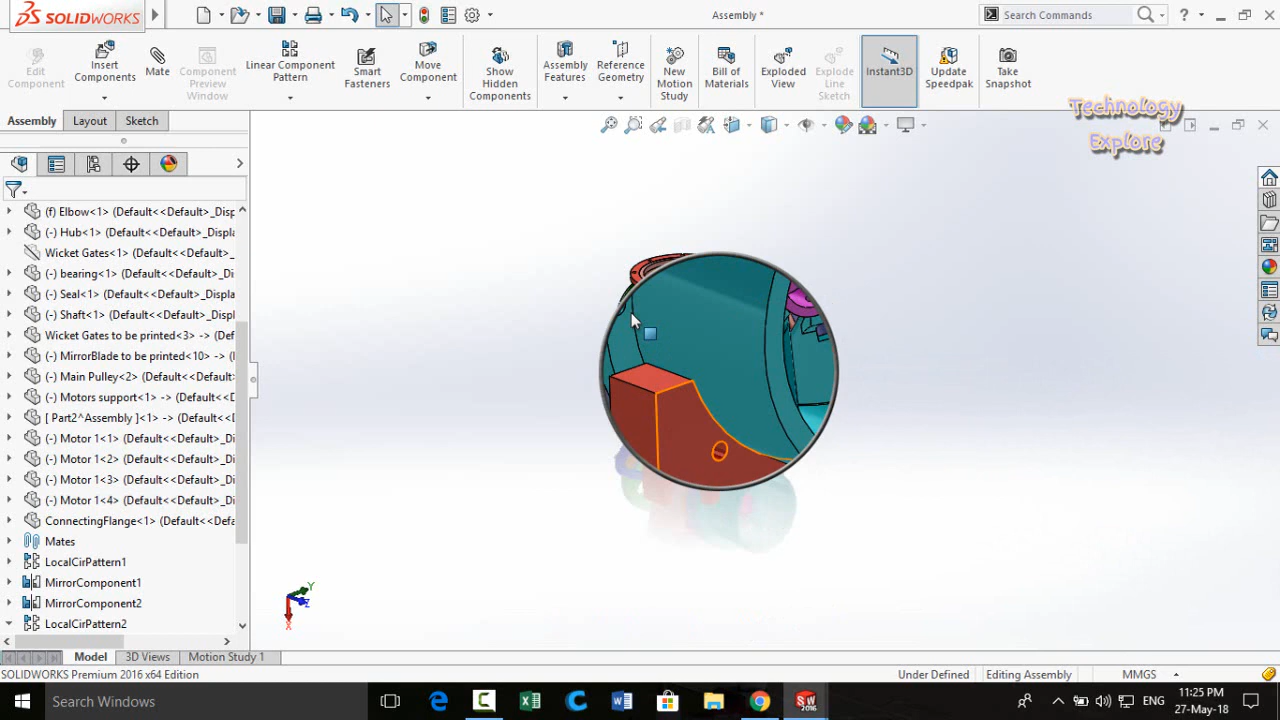 SOLIDWORKS
Assembly *
Search Commands
?
Edit Component
Insert Components
Mate
Component Preview Window
Linear Component Pattern
Smart Fasteners
Move Component
Show Hidden Components
Assembly Features
Reference Geometry
New Motion Study
Bill of Materials
Exploded View
Explode Line Sketch
Instant3D
Update Speedpak
Take Snapshot
Technology
Explore
Assembly
Layout
Sketch
(f) Elbow<1> (Default<<Default>_Disp
(-) Hub<1> (Default<<Default>_Displa
Wicket Gates<1> (Default<<Default>_
(-) bearing<1> (Default<<Default>_Di
(-) Seal<1> (Default<<Default>_Displa
(-) Shaft<1> (Default<<Default>_Displ
Wicket Gates to be printed<3> -> (Def
(-) MirrorBlade to be printed<10> -> (
(-) Main Pulley<2> (Default<<Default>
(-) Motors support<1> -> (Default<<D
[ Part2^Assembly ]<1> -> (Default<<D
(-) Motor 1<1> (Default<<Default>_Di
(-) Motor 1<2> (Default<<Default>_Di
(-) Motor 1<3> (Default<<Default>_Di
(-) Motor 1<4> (Default<<Default>_Di
ConnectingFlange<1> (Default<<Defa
Mates
LocalCirPattern1
MirrorComponent1
MirrorComponent2
LocalCirPattern2
Y
Z
X
Model
3D Views
Motion Study 1
SOLIDWORKS Premium 2016 x64 Edition
Under Defined
Editing Assembly
MMGS
Search Windows
ENG
11:25 PM
27-May-18